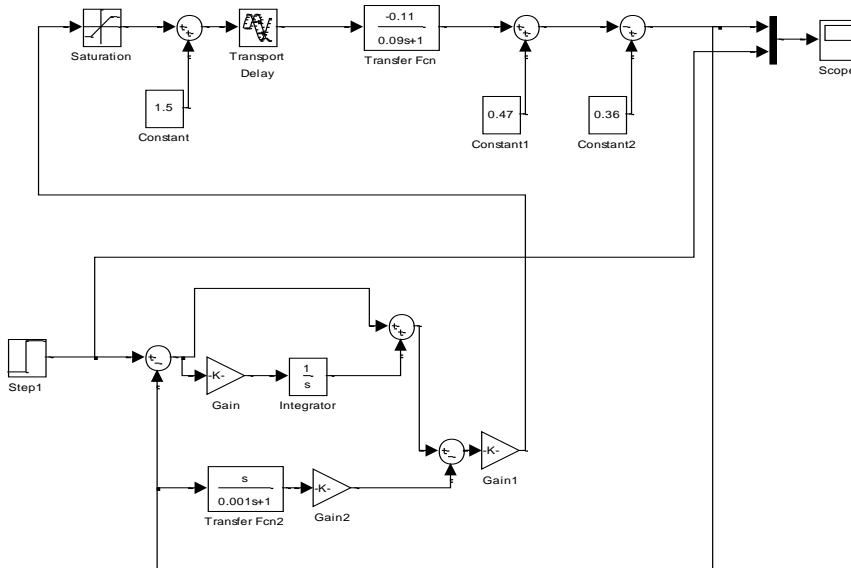 -0.11
0.09s+1
Saturation
Transport
Delay
Transfer Fcn
Scope
1.5
0.47
0.36
Constant
Constant1
Constant2
Step1
-K-
1
s
Gain
Integrator
-K-
Gain1
s
0.001s+1
-K-
Transfer Fcn2
Gain2